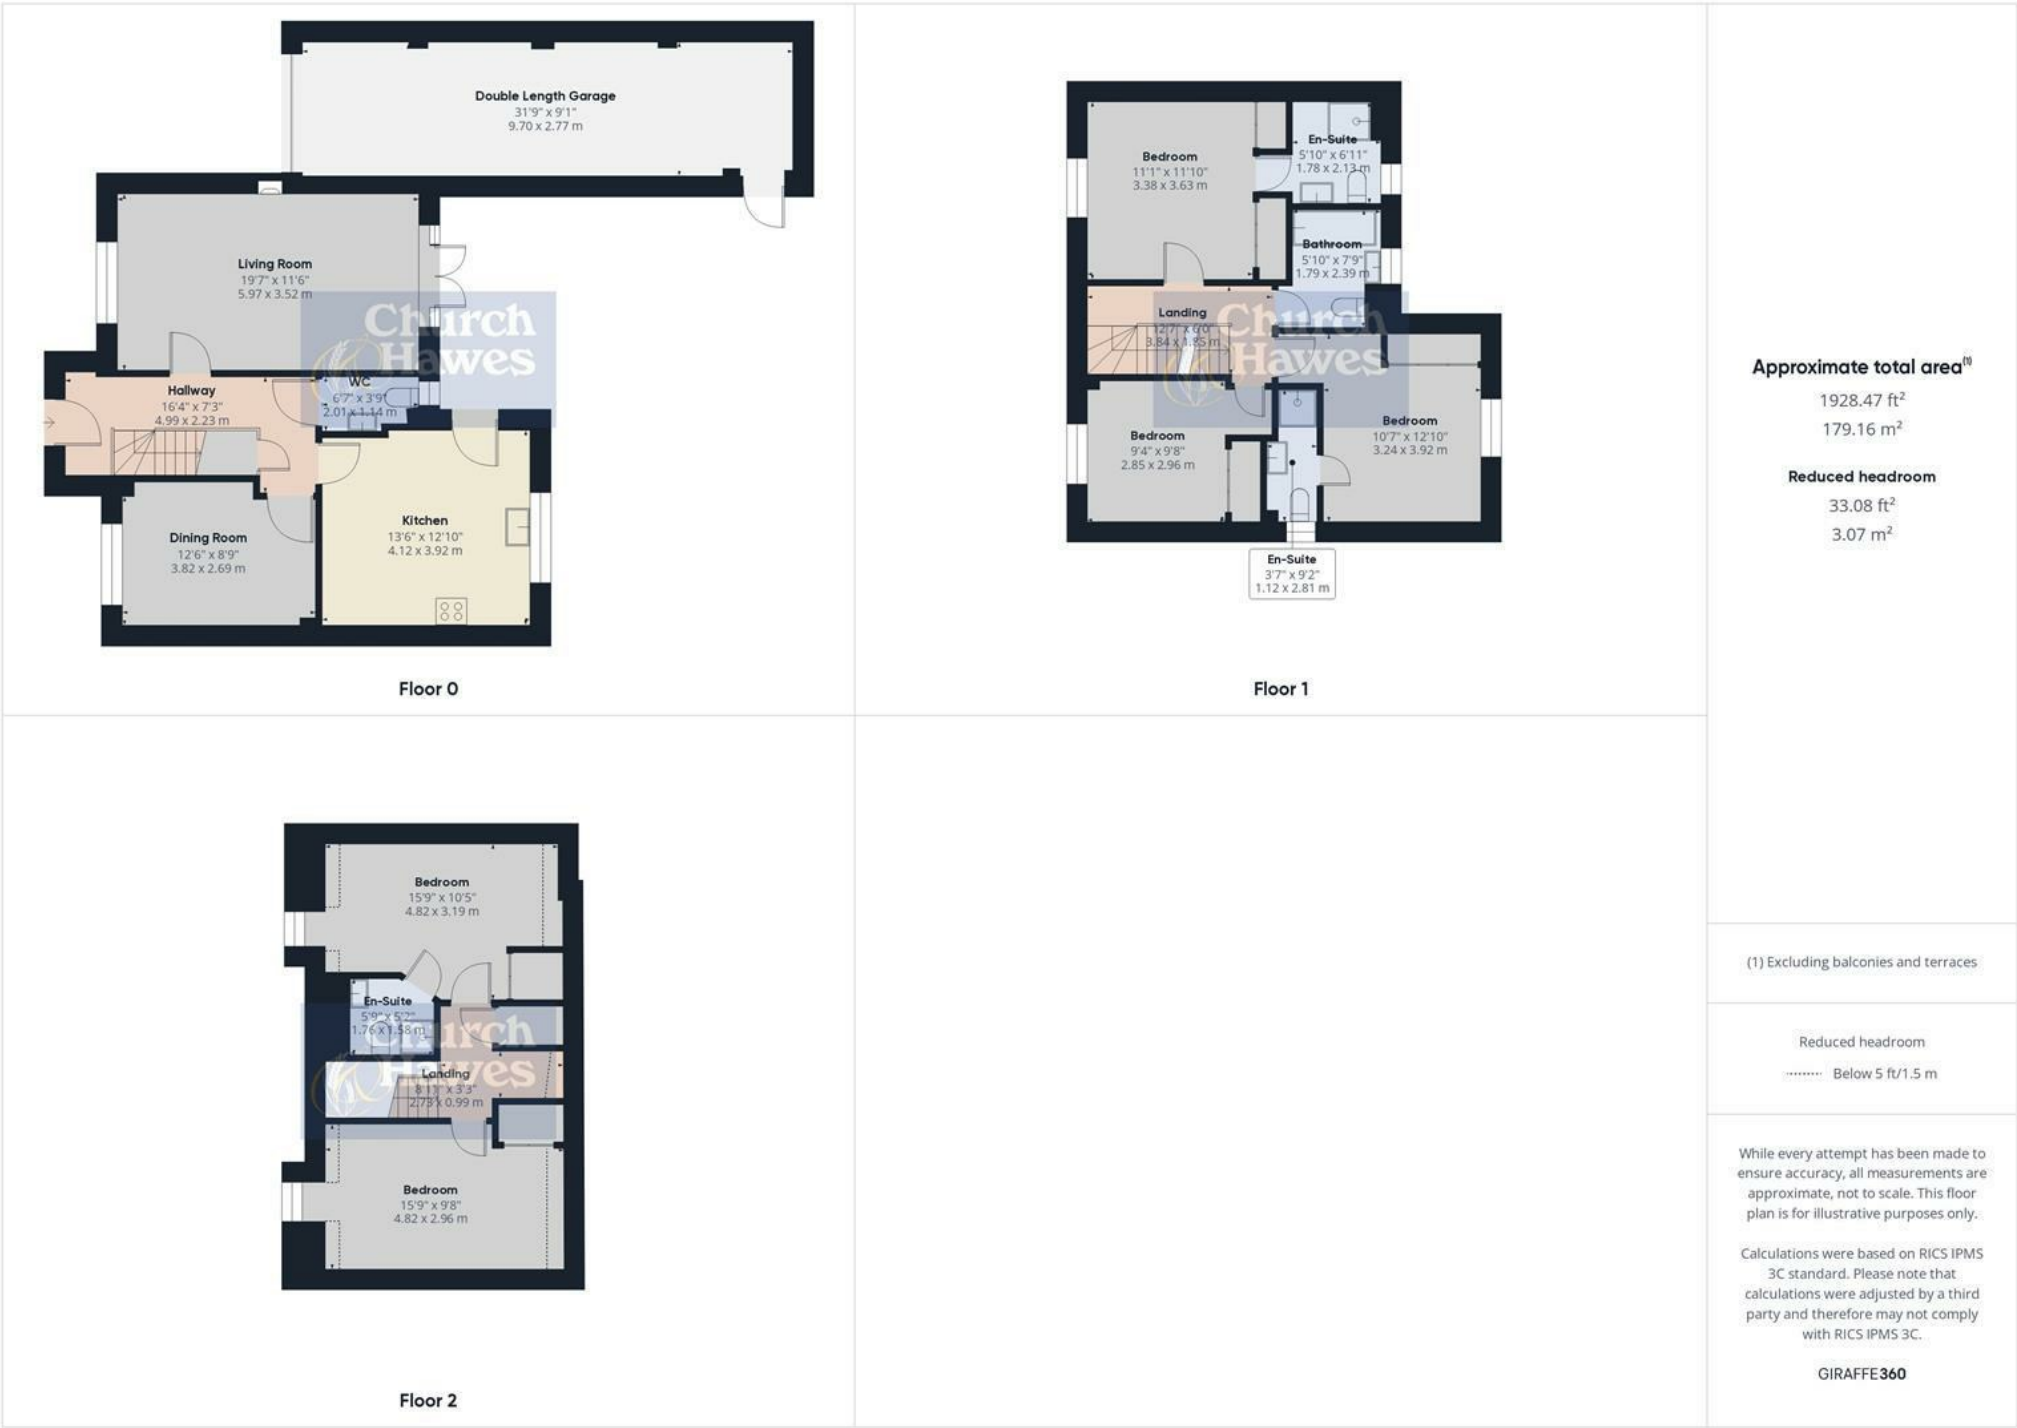 Double Length Garage
31'9" x 9'1"
9.70 x 2.77 m
Living Room
19'7" x 11'6"
5.97 x 3.52 m
Church
Hawes
WC
6'7" x 3'9"
2.01 x 1.14 m
Hallway
16'4" x 7'3"
4.99 x 2.23 m
Kitchen
13'6" x 12'10"
4.12 x 3.92 m
Dining Room
12'6" x 8'9"
3.82 x 2.69 m
Floor 0
Bedroom
11'1" x 11'10"
3.38 x 3.63 m
En-Suite
5'10" x 6'11"
1.78 x 2.13 m
Bathroom
5'10" x 7'9"
1.79 x 2.39 m
Landing
12'7" x 6'0"
3.84 x 1.85 m
Church
Hawes
Bedroom
9'4" x 9'8"
2.85 x 2.96 m
Bedroom
10'7" x 12'10"
3.24 x 3.92 m
En-Suite
3'7" x 9'2"
1.12 x 2.81 m
Floor 1
Bedroom
15'9" x 10'5"
4.82 x 3.19 m
En-Suite
5'9" x 5'2"
1.76 x 1.58 m
Church
Hawes
Landing
8'11" x 3'3"
2.73 x 0.99 m
Bedroom
15'9" x 9'8"
4.82 x 2.96 m
Floor 2
Approximate total area(1)
1928.47 ft²
179.16 m²
Reduced headroom
33.08 ft²
3.07 m²
(1) Excluding balconies and terraces
Reduced headroom
Below 5 ft/1.5 m
While every attempt has been made to
ensure accuracy, all measurements are
approximate, not to scale. This floor
plan is for illustrative purposes only.
Calculations were based on RICS IPMS
3C standard. Please note that
calculations were adjusted by a third
party and therefore may not comply
with RICS IPMS 3C.
GIRAFFE360